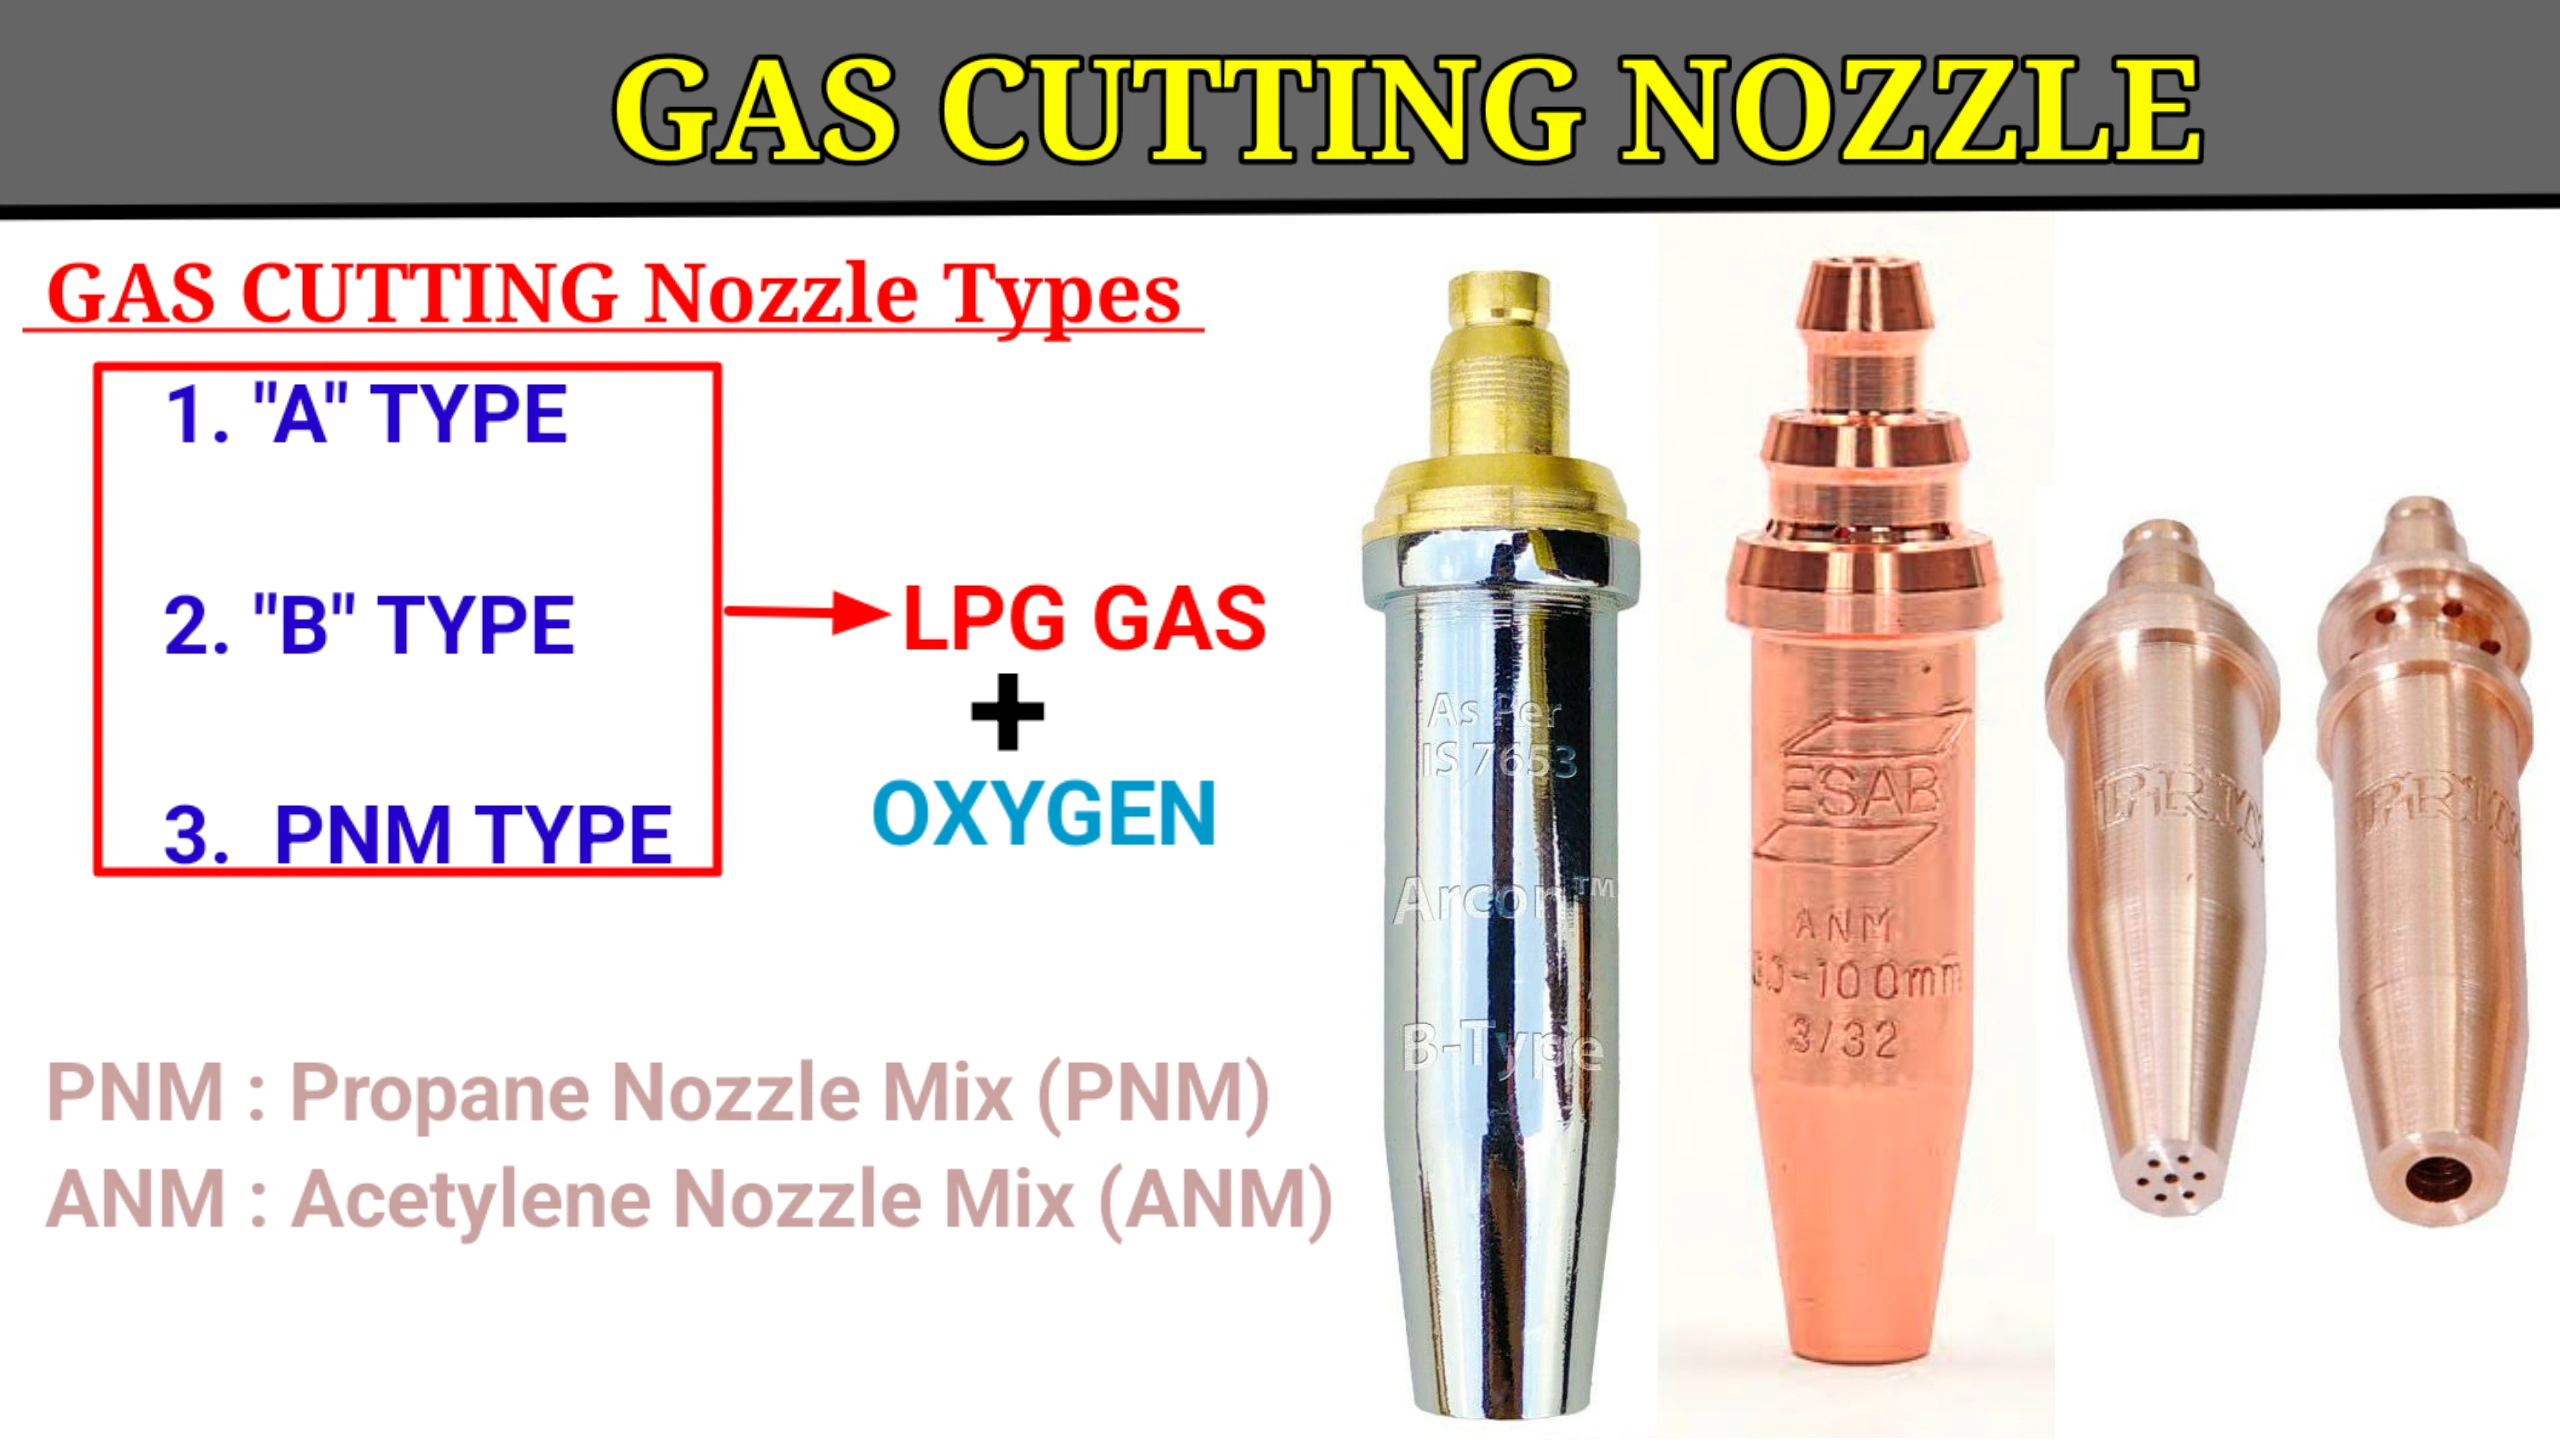 GAS CUTTING NOZZLE
GAS CUTTING Nozzle Types
1. "A" TYPE
2. "B" TYPE
3. PNM TYPE
LPG GAS
+
OXYGEN
PNM : Propane Nozzle Mix (PNM)
ANM : Acetylene Nozzle Mix (ANM)
As Per
IS 7653
Arcon™
B-Type
ESAB
ANM
-100mm
3/32